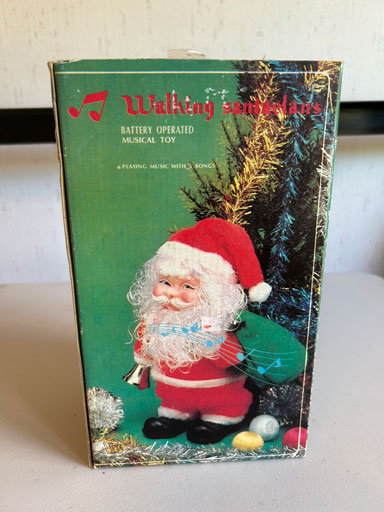 Walking santaclaus
BATTERY OPERATED
MUSICAL TOY
PLAYING MUSIC WITH 3 SONGS